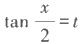 tan x/2 = t